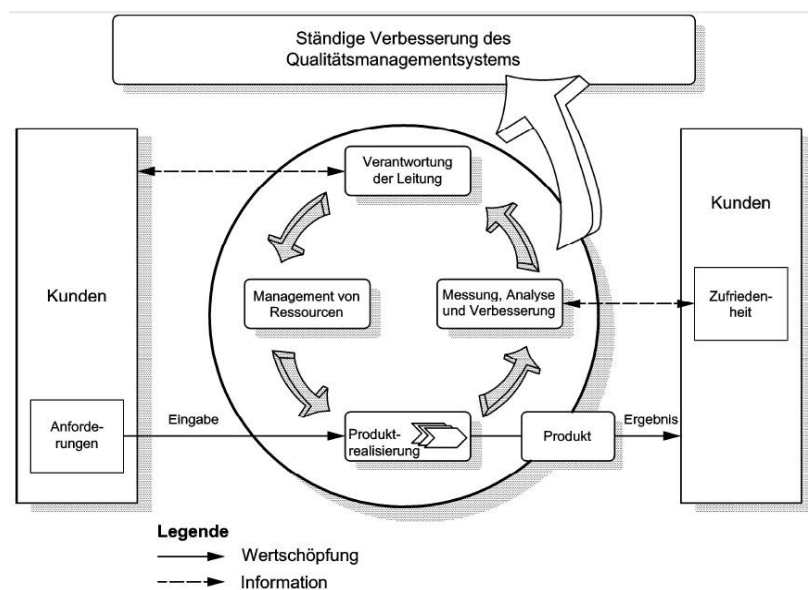 Ständige Verbesserung des
Qualitätsmanagementsystems
Kunden
Anforde-
rungen
Eingabe
Verantwortung
der Leitung
Management von
Ressourcen
Messung, Analyse
und Verbesserung
Produkt-
realisierung
Produkt
Ergebnis
Kunden
Zufrieden-
heit
Legende
Wertschöpfung
Information